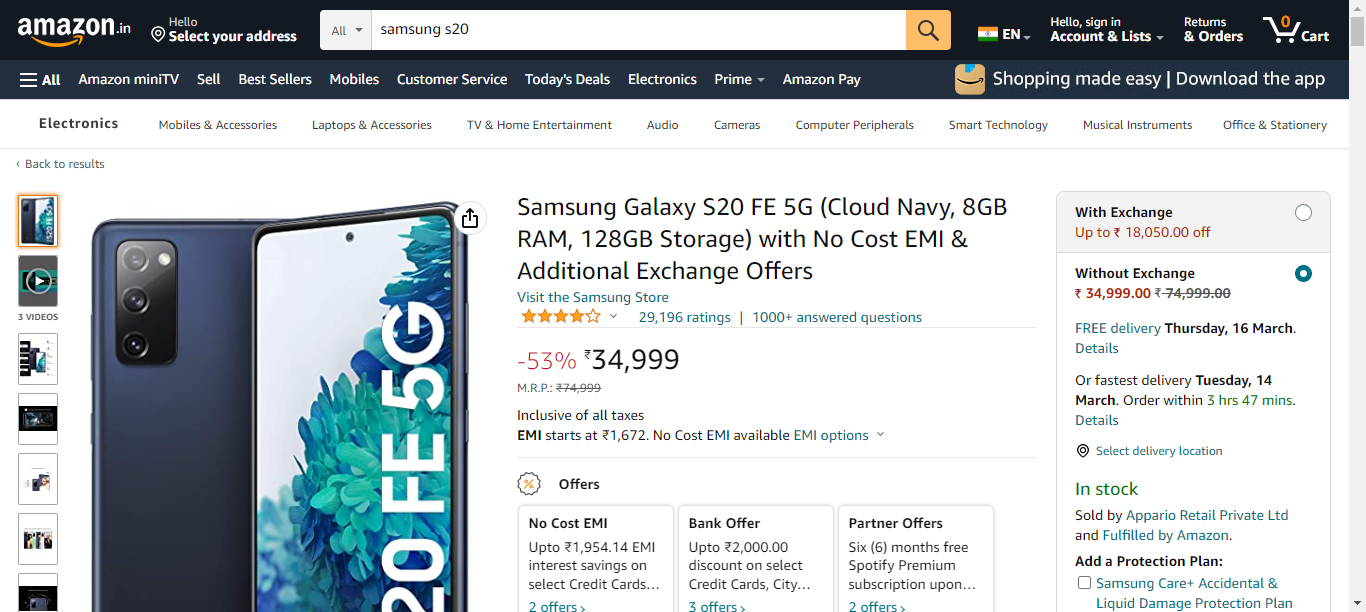 amazon.in
Hello
Select your address
All
samsung s20
EN
Hello, sign in
Account & Lists
Returns
& Orders
0
Cart
All
Amazon miniTV
Sell
Best Sellers
Mobiles
Customer Service
Today's Deals
Electronics
Prime
Amazon Pay
Shopping made easy | Download the app
Electronics
Mobiles & Accessories
Laptops & Accessories
TV & Home Entertainment
Audio
Cameras
Computer Peripherals
Smart Technology
Musical Instruments
Office & Stationery
‹ Back to results
3 VIDEOS
20 FE 5G
Samsung Galaxy S20 FE 5G (Cloud Navy, 8GB
RAM, 128GB Storage) with No Cost EMI &
Additional Exchange Offers
Visit the Samsung Store
29,196 ratings | 1000+ answered questions
-53% ₹34,999
M.R.P.: ₹74,999
Inclusive of all taxes
EMI starts at ₹1,672. No Cost EMI available EMI options
Offers
No Cost EMI
Upto ₹1,954.14 EMI
interest savings on
select Credit Cards…
2 offers ›
Bank Offer
Upto ₹2,000.00
discount on select
Credit Cards, City…
3 offers ›
Partner Offers
Six (6) months free
Spotify Premium
subscription upon…
2 offers ›
With Exchange
Up to ₹ 18,050.00 off
Without Exchange
₹ 34,999.00 ₹ 74,999.00
FREE delivery Thursday, 16 March.
Details
Or fastest delivery Tuesday, 14
March. Order within 3 hrs 47 mins.
Details
Select delivery location
In stock
Sold by Appario Retail Private Ltd
and Fulfilled by Amazon.
Add a Protection Plan:
Samsung Care+ Accidental &
Liquid Damage Protection Plan